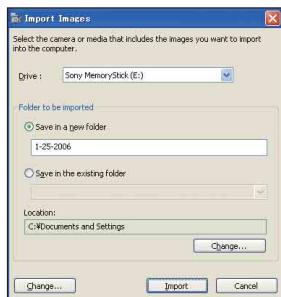 Import Images
Select the camera or media that includes the images you want to import
into the computer.
Drive :
Sony MemoryStick (E:)
Folder to be imported
Save in a new folder
1-25-2006
Save in the existing folder
Location:
C:¥Documents and Settings
Change...
Change...
Import
Cancel